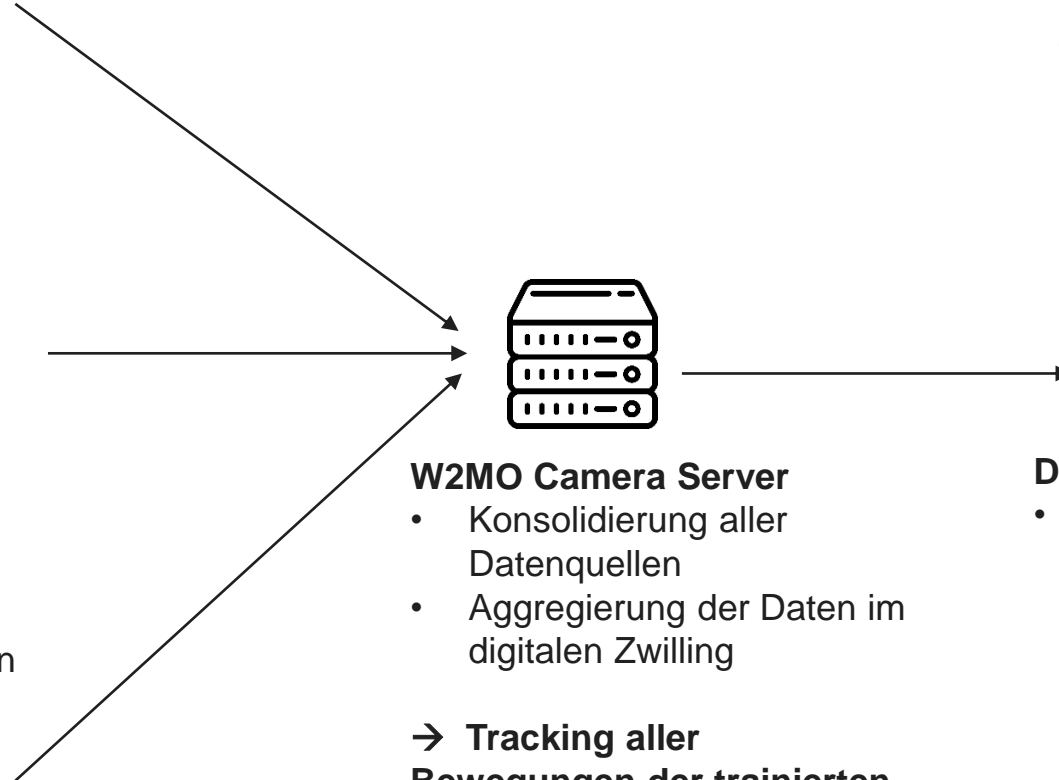 W2MO Camera Server
• Konsolidierung aller
Datenquellen
• Aggregierung der Daten im
digitalen Zwilling
→ Tracking aller
Bewegungen der trainierten
n
D
•